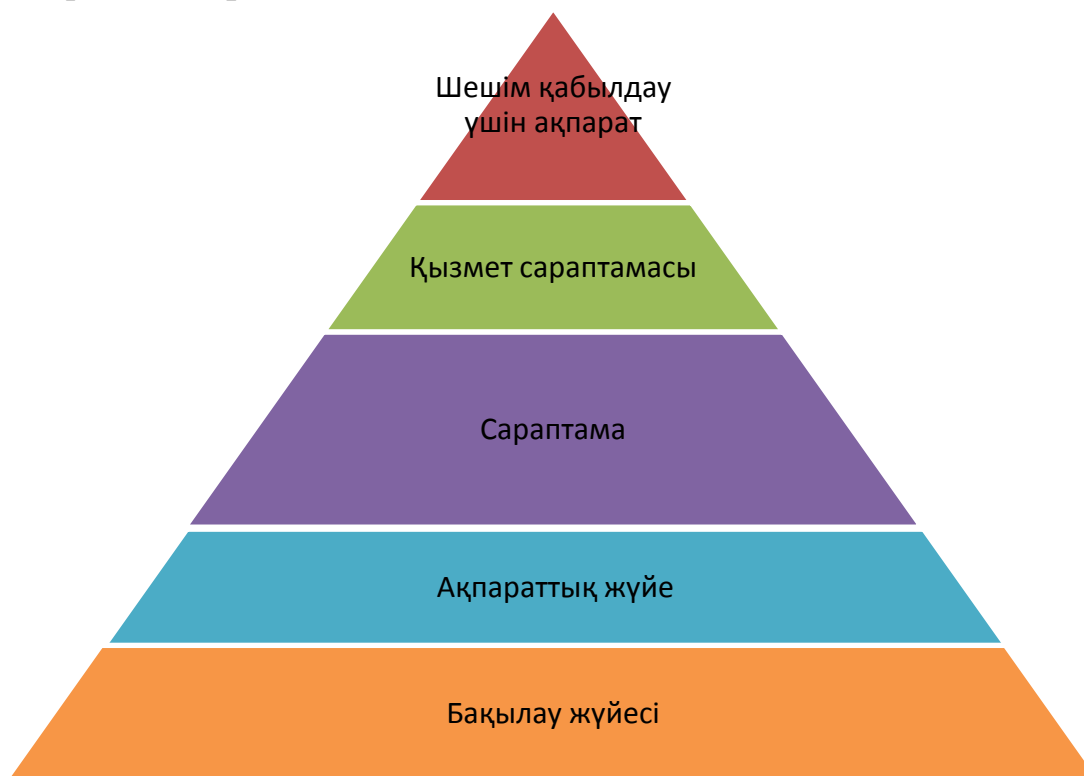 Шешім қабылдау
үшін ақпарат
Қызмет сараптамасы
Сараптама
Ақпараттық жүйе
Бақылау жүйесі